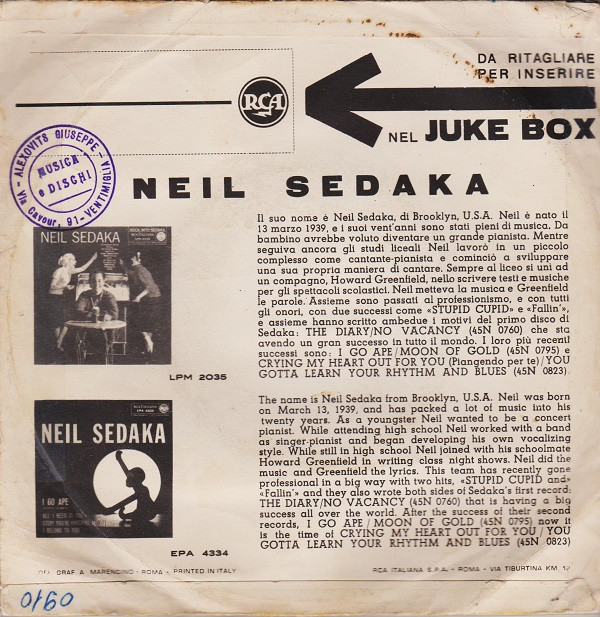 DA RITAGLIARE
PER INSERIRE
RCA
NEL JUKE BOX
ALEXOVITS GIUSEPPE - VIA Cavour, 91 - VENTIMIGLIA
MUSICA
e DISCHI
NEIL SEDAKA
Il suo nome è Neil Sedaka, di Brooklyn, U.S.A. Neil è nato il
13 marzo 1939, e i suoi vent'anni sono stati pieni di musica. Da
bambino avrebbe voluto diventare un grande pianista. Mentre
seguiva ancora gli studi liceali Neil lavorò in un piccolo
complesso come cantante-pianista e cominciò a sviluppare
una sua propria maniera di cantare. Sempre al liceo si unì ad
un compagno, Howard Greenfield, nello scrivere testi e musiche
per gli spettacoli scolastici. Neil metteva la musica e Greenfield
le parole. Assieme sono passati al professionismo, e con tutti
gli onori, con due successi come «STUPID CUPID» e «Fallin'»,
e assieme hanno scritto ambedue i motivi del primo disco di
Sedaka: THE DIARY/NO VACANCY (45N 0760) che sta
avendo un gran successo in tutto il mondo. I loro più recenti
successi sono: I GO APE/MOON OF GOLD (45N 0795) e
CRYING MY HEART OUT FOR YOU (Piangendo per te)/YOU
GOTTA LEARN YOUR RHYTHM AND BLUES (45N 0823)
NEIL SEDAKA
LPM 2035
The name is Neil Sedaka from Brooklyn, U.S.A. Neil was born
on March 13, 1939, and has packed a lot of music into his
twenty years. As a youngster Neil wanted to be a concert
pianist. While attending high school Neil worked with a band
as singer-pianist and began developing his own vocalizing
style. While still in high school Neil joined with his schoolmate
Howard Greenfield in writing class night shows. Neil did the
music and Greenfield the lyrics. This team has recently gone
professional in a big way with two hits, «STUPID CUPID and»
«Fallin'» and they also wrote both sides of Sedaka's first record:
THE DIARY/NO VACANCY (45N 0760) that is having a big
success all over the world. After the success of their second
records, I GO APE/MOON OF GOLD (45N 0795) now it
is the time of CRYING MY HEART OUT FOR YOU/YOU
GOTTA LEARN YOUR RHYTHM AND BLUES (45N 0823)
NEIL SEDAKA
I GO APE
EPA 4334
GRAF. A. MARENGINO - ROMA - PRINTED IN ITALY
RCA ITALIANA S.P.A. - ROMA - VIA TIBURTINA KM. 12
0910